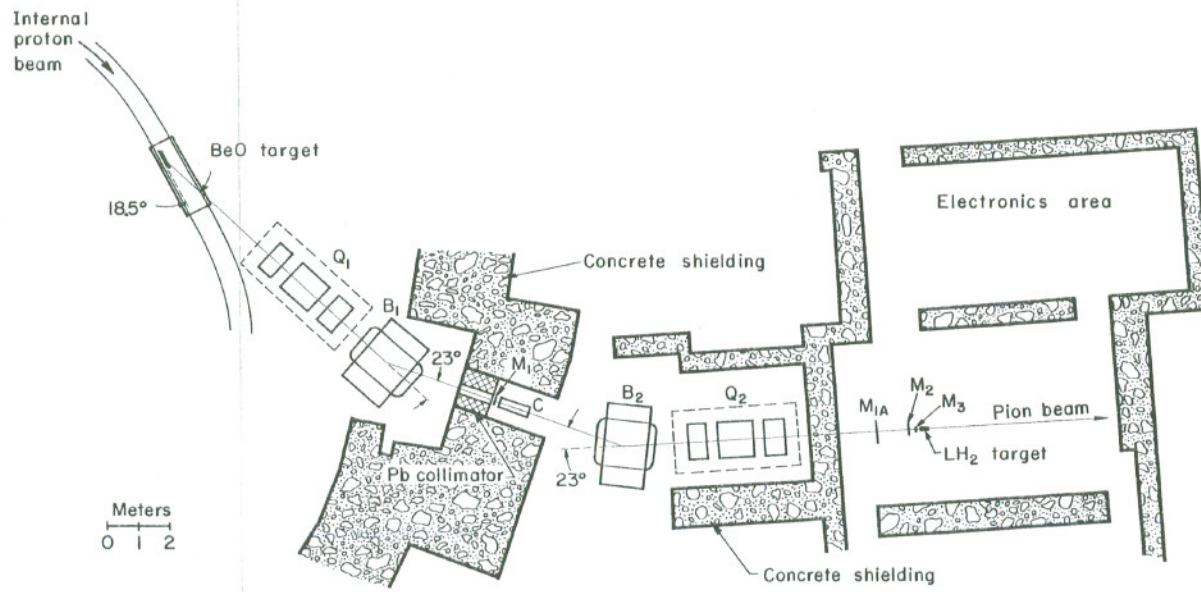 Internal
proton
beam
BeO target
18.5°
Q₁
B₁
Concrete shielding
Electronics area
23°
M₁
C
B₂
Q₂
M₁A
M₂
M₃
Pion beam
LH₂ target
23°
Pb collimator
Meters
0 1 2
Concrete shielding